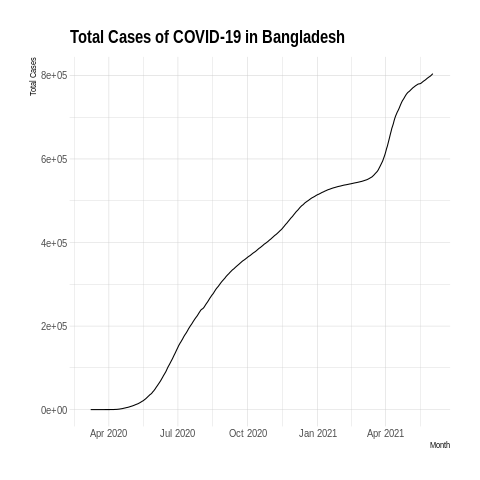 Total Cases of COVID-19 in Bangladesh
Total Cases
8e+05
6e+05
4e+05
2e+05
0e+00
Apr 2020 Jul 2020 Oct 2020 Jan 2021 Apr 2021
Month